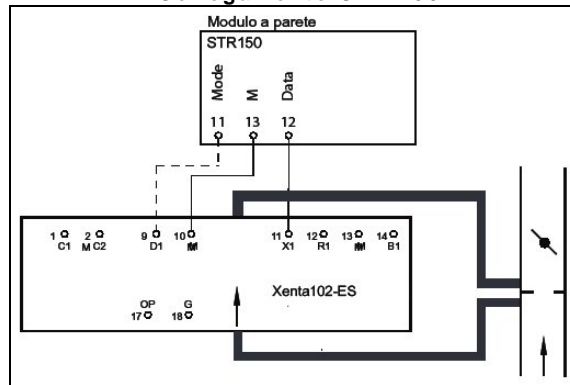 Modulo a parete
STR150
Mode
M
Data
11
13
12
1
2
9
10
11
12
13
14
C1
M C2
D1
M
X1
R1
M
B1
Xenta102-ES
OP
G
17
18